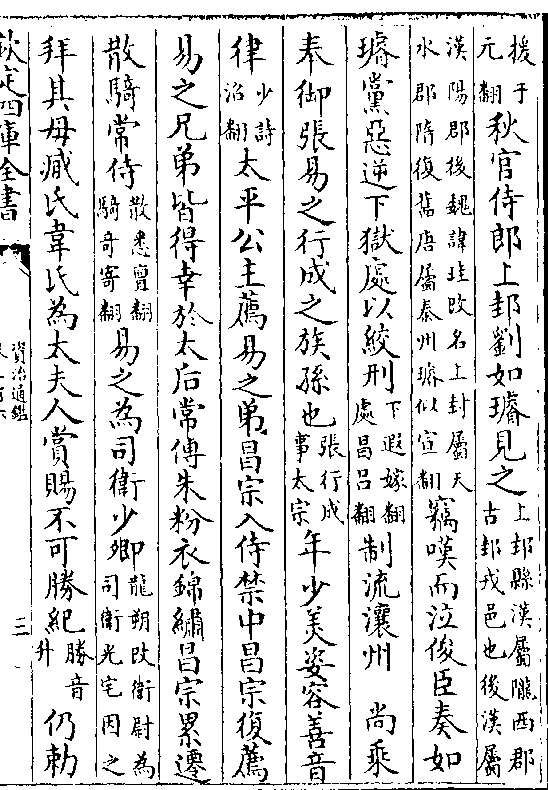 援于元翻秋官侍郎上邽劉如璿見之上邽縣漢屬隴西郡古邽戎邑也後漢屬
漢陽郡後魏諱珪改名上封屬天水郡隋復舊唐屬秦州璿似宣翻竊嘆而泣俊臣奏如
璿黨惡逆下獄處以絞刑下遐嫁翻處昌呂翻制流瀼州 尚乘
奉御張易之行成之族孫也張行成事太宗年少美姿容善音
律少詩沼翻太平公主薦易之弟昌宗入侍禁中昌宗復薦
易之兄弟皆得幸於太后常傅朱粉衣錦繡昌宗累遷
散騎常侍散悉亶翻騎奇寄翻易之為司衛少卿龍朔改衛尉為司衛光宅因之
拜其母臧氏韋氏為太夫人賞賜不可勝紀勝音升仍勅
欽定四庫全書
資治通鑑
三